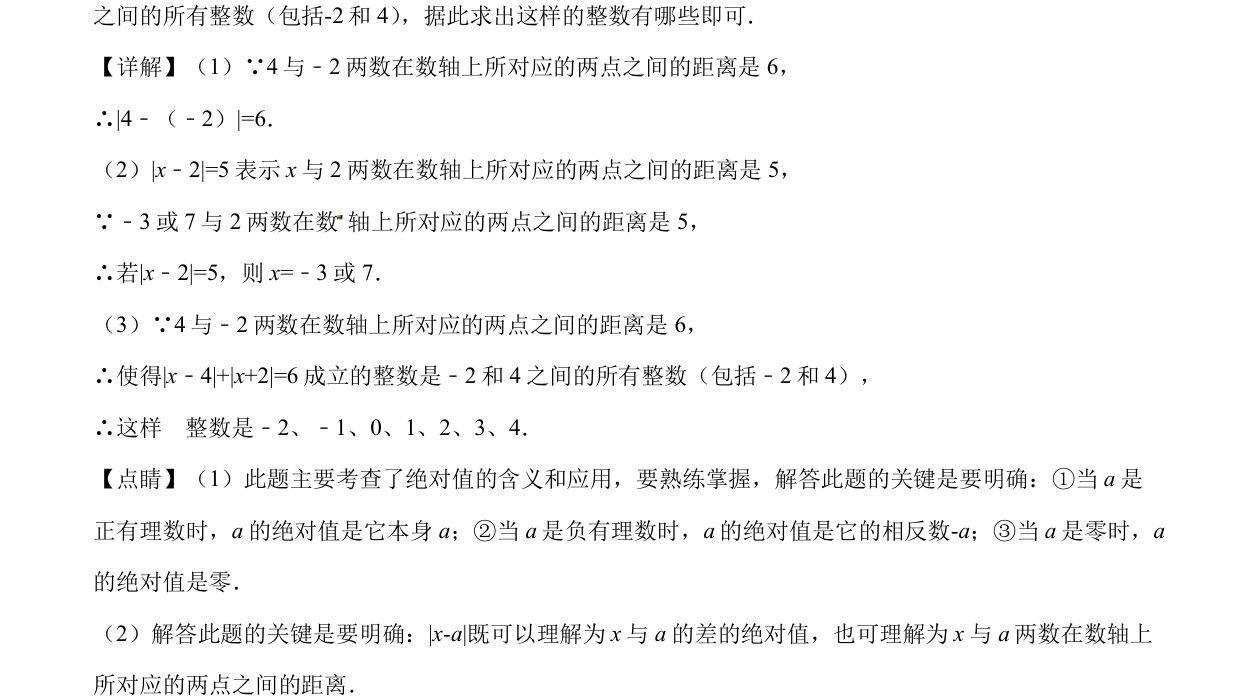 之间的所有整数（包括-2 和 4），据此求出这样的整数有哪些即可．
【详解】（1）∵4 与﹣2 两数在数轴上所对应的两点之间的距离是 6，
∴|4﹣（﹣2）|=6．
（2）|x﹣2|=5 表示 x 与 2 两数在数轴上所对应的两点之间的距离是 5，
∵﹣3 或 7 与 2 两数在数 轴上所对应的两点之间的距离是 5，
∴若|x﹣2|=5，则 x=﹣3 或 7．
（3）∵4 与﹣2 两数在数轴上所对应的两点之间的距离是 6，
∴使得|x﹣4|+|x+2|=6 成立的整数是﹣2 和 4 之间的所有整数（包括﹣2 和 4），
∴这样 整数是﹣2、﹣1、0、1、2、3、4．
【点睛】（1）此题主要考查了绝对值的含义和应用，要熟练掌握，解答此题的关键是要明确：①当 a 是
正有理数时，a 的绝对值是它本身 a；②当 a 是负有理数时，a 的绝对值是它的相反数-a；③当 a 是零时，a
的绝对值是零．
（2）解答此题的关键是要明确：|x-a|既可以理解为 x 与 a 的差的绝对值，也可理解为 x 与 a 两数在数轴上
所对应的两点之间的距离．